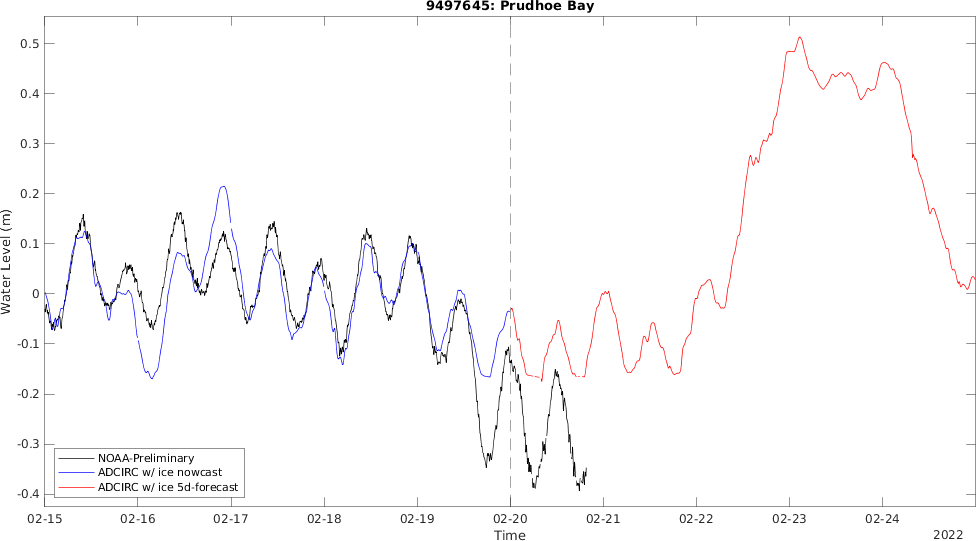 9497645: Prudhoe Bay
0.5
0.4
0.3
0.2
0.1
0
-0.1
-0.2
-0.3
-0.4
Water Level (m)
NOAA-Preliminary
ADCIRC w/ ice nowcast
ADCIRC w/ ice 5d-forecast
02-15 02-16 02-17 02-18 02-19 02-20 02-21 02-22 02-23 02-24
Time
2022